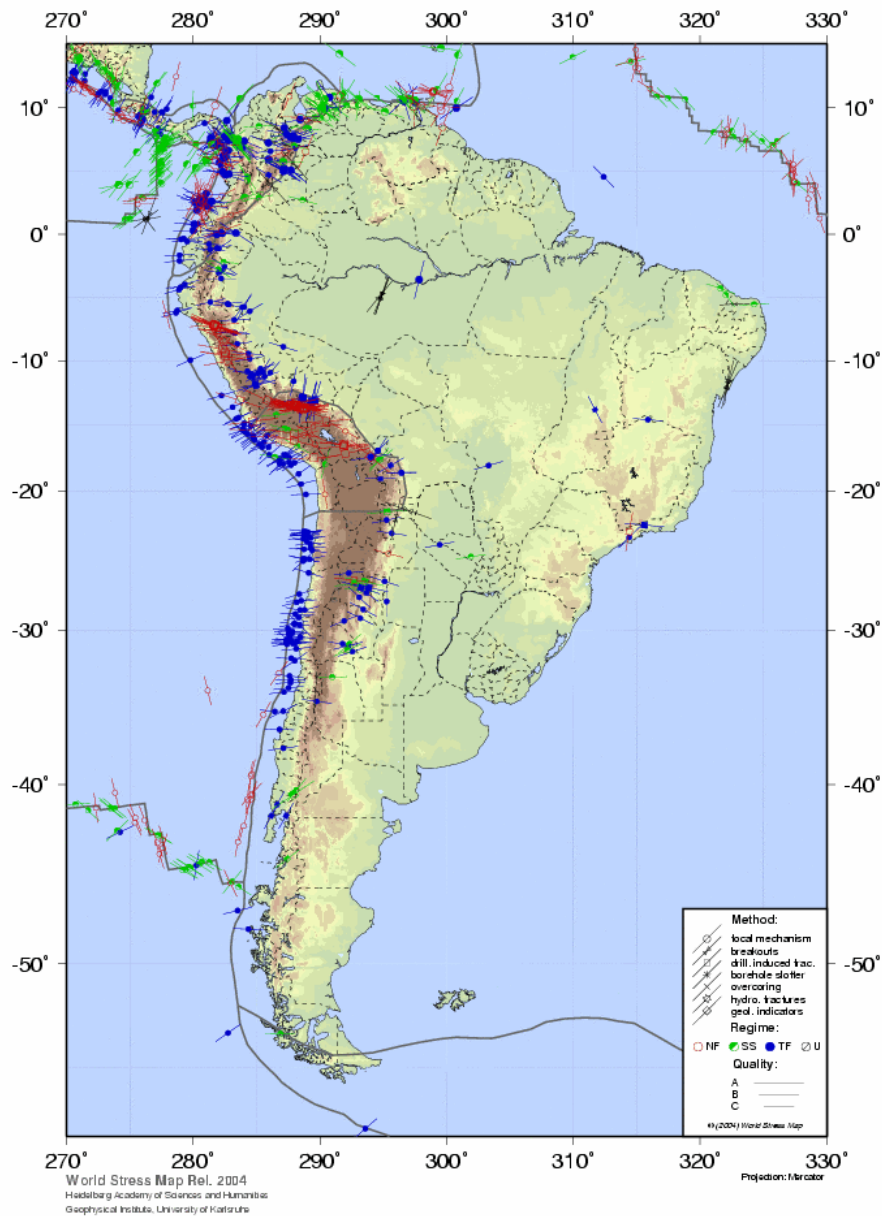 270° 280° 290° 300° 310° 320° 330°
10° 10°
0° 0°
-10° -10°
-20° -20°
-30° -30°
-40° -40°
-50° -50°
Method:
focal mechanism
breakouts
drill. induced frac.
borehole slotter
overcoring
hydro. fractures
geol. indicators
Regime:
NF SS TF U
Quality:
A
B
C
© (2004) World Stress Map
270° 280° 290° 300° 310° 320° 330°
Projection: Mercator
World Stress Map Rel. 2004
Heidelberg Academy of Sciences and Humanities
Geophysical Institute, University of Karlsruhe